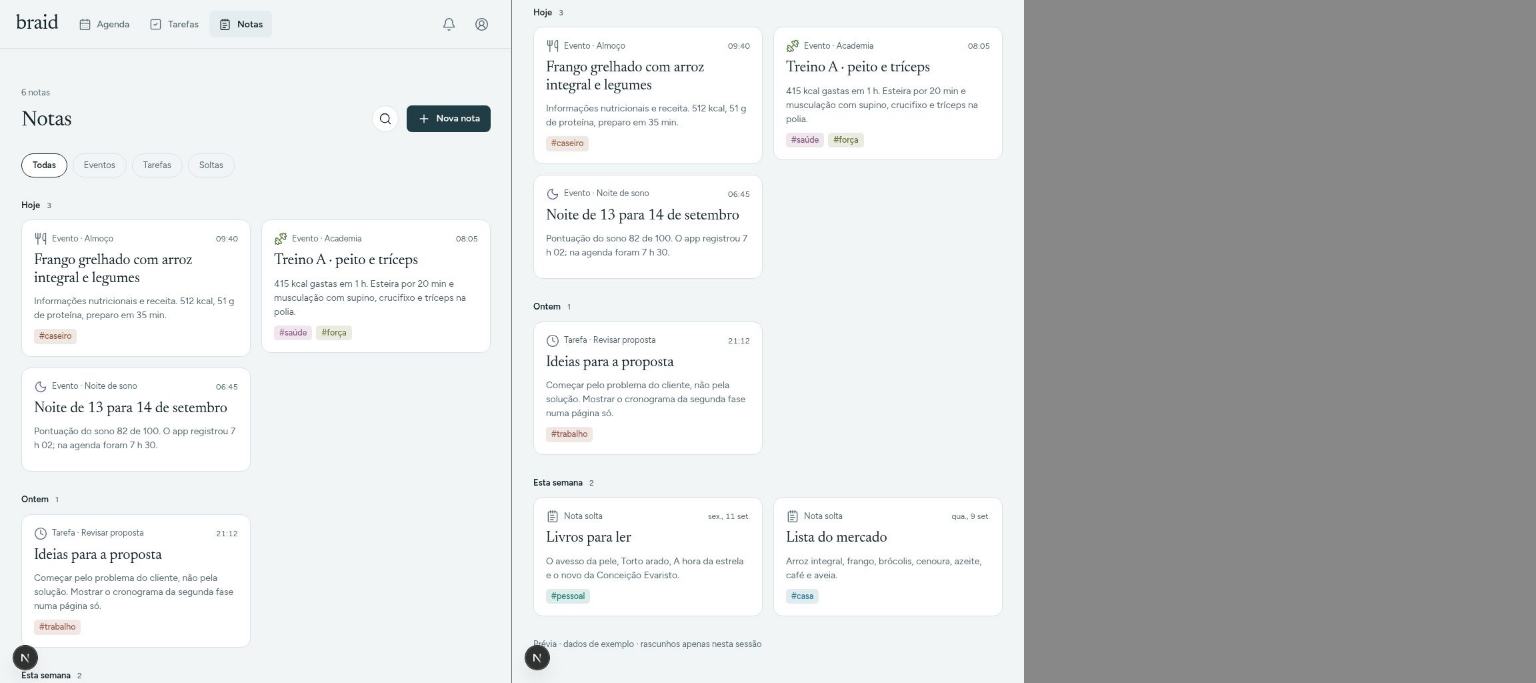 braid
Agenda
Tarefas
Notas
6 notas
Notas
Nova nota
Todas
Eventos
Tarefas
Soltas
Hoje 3
Evento · Almoço 09:40
Frango grelhado com arroz
integral e legumes
Informações nutricionais e receita. 512 kcal, 51 g
de proteína, preparo em 35 min.
#caseiro
Evento · Academia 08:05
Treino A · peito e tríceps
415 kcal gastas em 1 h. Esteira por 20 min e
musculação com supino, crucifixo e tríceps na
polia.
#saúde #força
Evento · Noite de sono 06:45
Noite de 13 para 14 de setembro
Pontuação do sono 82 de 100. O app registrou 7
h 02; na agenda foram 7 h 30.
Ontem 1
Tarefa · Revisar proposta 21:12
Ideias para a proposta
Começar pelo problema do cliente, não pela
solução. Mostrar o cronograma da segunda fase
numa página só.
#trabalho
N
Esta semana 2
Hoje 3
Evento · Almoço 09:40
Frango grelhado com arroz
integral e legumes
Informações nutricionais e receita. 512 kcal, 51 g
de proteína, preparo em 35 min.
#caseiro
Evento · Academia 08:05
Treino A · peito e tríceps
415 kcal gastas em 1 h. Esteira por 20 min e
musculação com supino, crucifixo e tríceps na
polia.
#saúde #força
Evento · Noite de sono 06:45
Noite de 13 para 14 de setembro
Pontuação do sono 82 de 100. O app registrou 7
h 02; na agenda foram 7 h 30.
Ontem 1
Tarefa · Revisar proposta 21:12
Ideias para a proposta
Começar pelo problema do cliente, não pela
solução. Mostrar o cronograma da segunda fase
numa página só.
#trabalho
Esta semana 2
Nota solta sex., 11 set.
Livros para ler
O avesso da pele, Torto arado, A hora da estrela
e o novo da Conceição Evaristo.
#pessoal
Nota solta qua., 9 set.
Lista do mercado
Arroz integral, frango, brócolis, cenoura, azeite,
café e aveia.
#casa
Prévia · dados de exemplo · rascunhos apenas nesta sessão
N